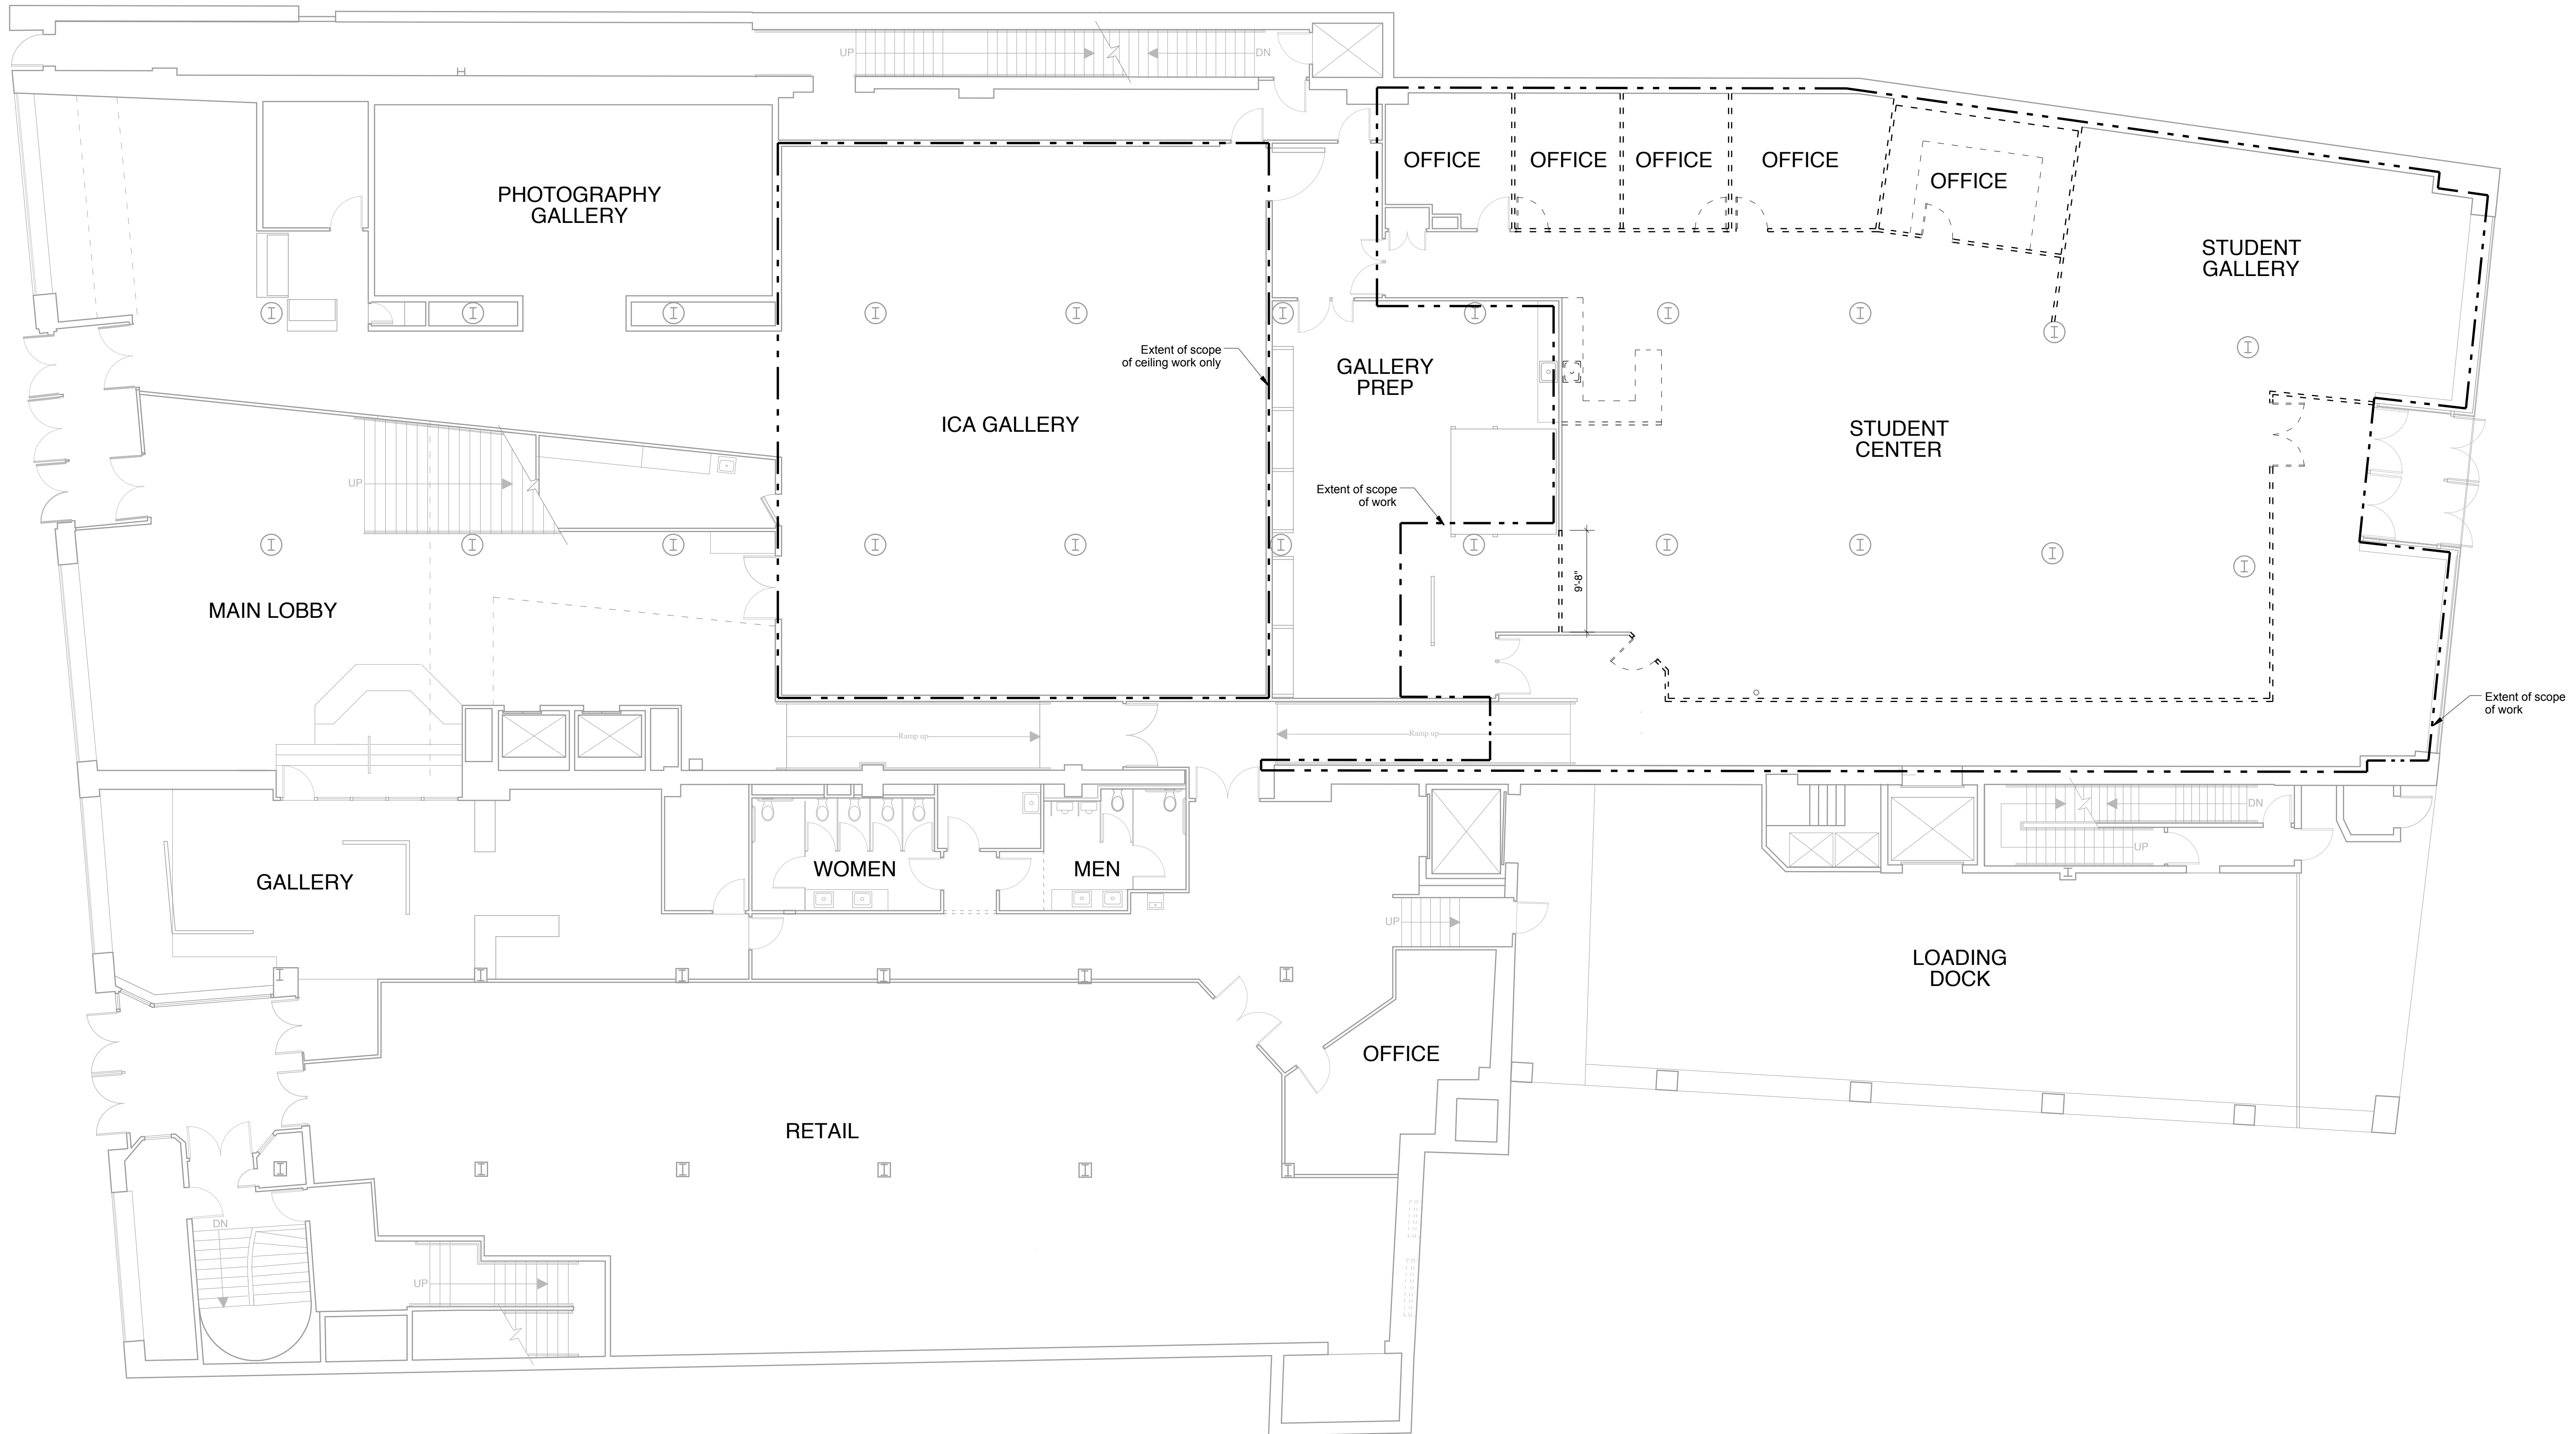 UP
DN
OFFICE
OFFICE
OFFICE
OFFICE
OFFICE
PHOTOGRAPHY
GALLERY
STUDENT
GALLERY
Extent of scope
of ceiling work only
GALLERY
PREP
ICA GALLERY
STUDENT
CENTER
UP
Extent of scope
of work
9'-8"
MAIN LOBBY
Extent of scope
of work
Ramp up
Ramp up
DN
UP
WOMEN
MEN
GALLERY
UP
LOADING
DOCK
OFFICE
RETAIL
DN
UP